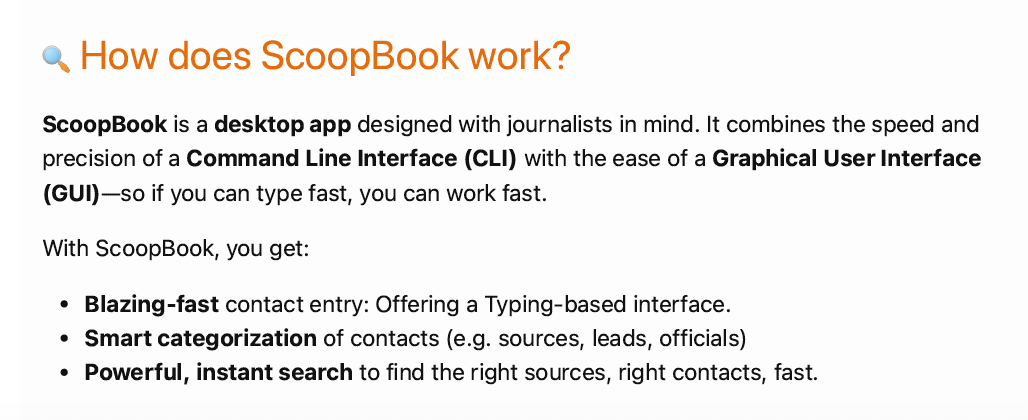 How does ScoopBook work?
ScoopBook is a desktop app designed with journalists in mind. It combines the speed and
precision of a Command Line Interface (CLI) with the ease of a Graphical User Interface
(GUI)—so if you can type fast, you can work fast.
With ScoopBook, you get:
• Blazing-fast contact entry: Offering a Typing-based interface.
• Smart categorization of contacts (e.g. sources, leads, officials)
• Powerful, instant search to find the right sources, right contacts, fast.